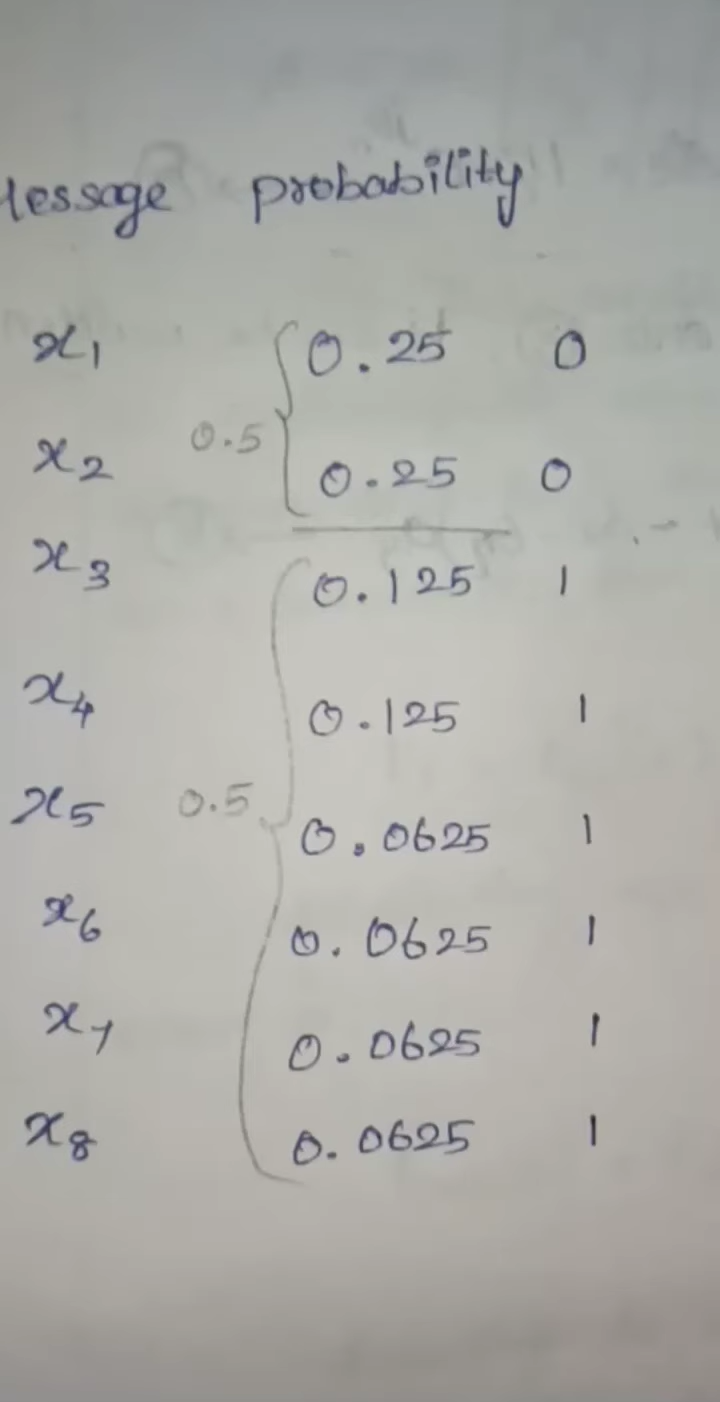 Message probability
x1 0.25 0
0.5
x2 0.25 0
x3 0.125 1
x4 0.125 1
x5 0.5 0.0625 1
x6 0.0625 1
x7 0.0625 1
x8 0.0625 1